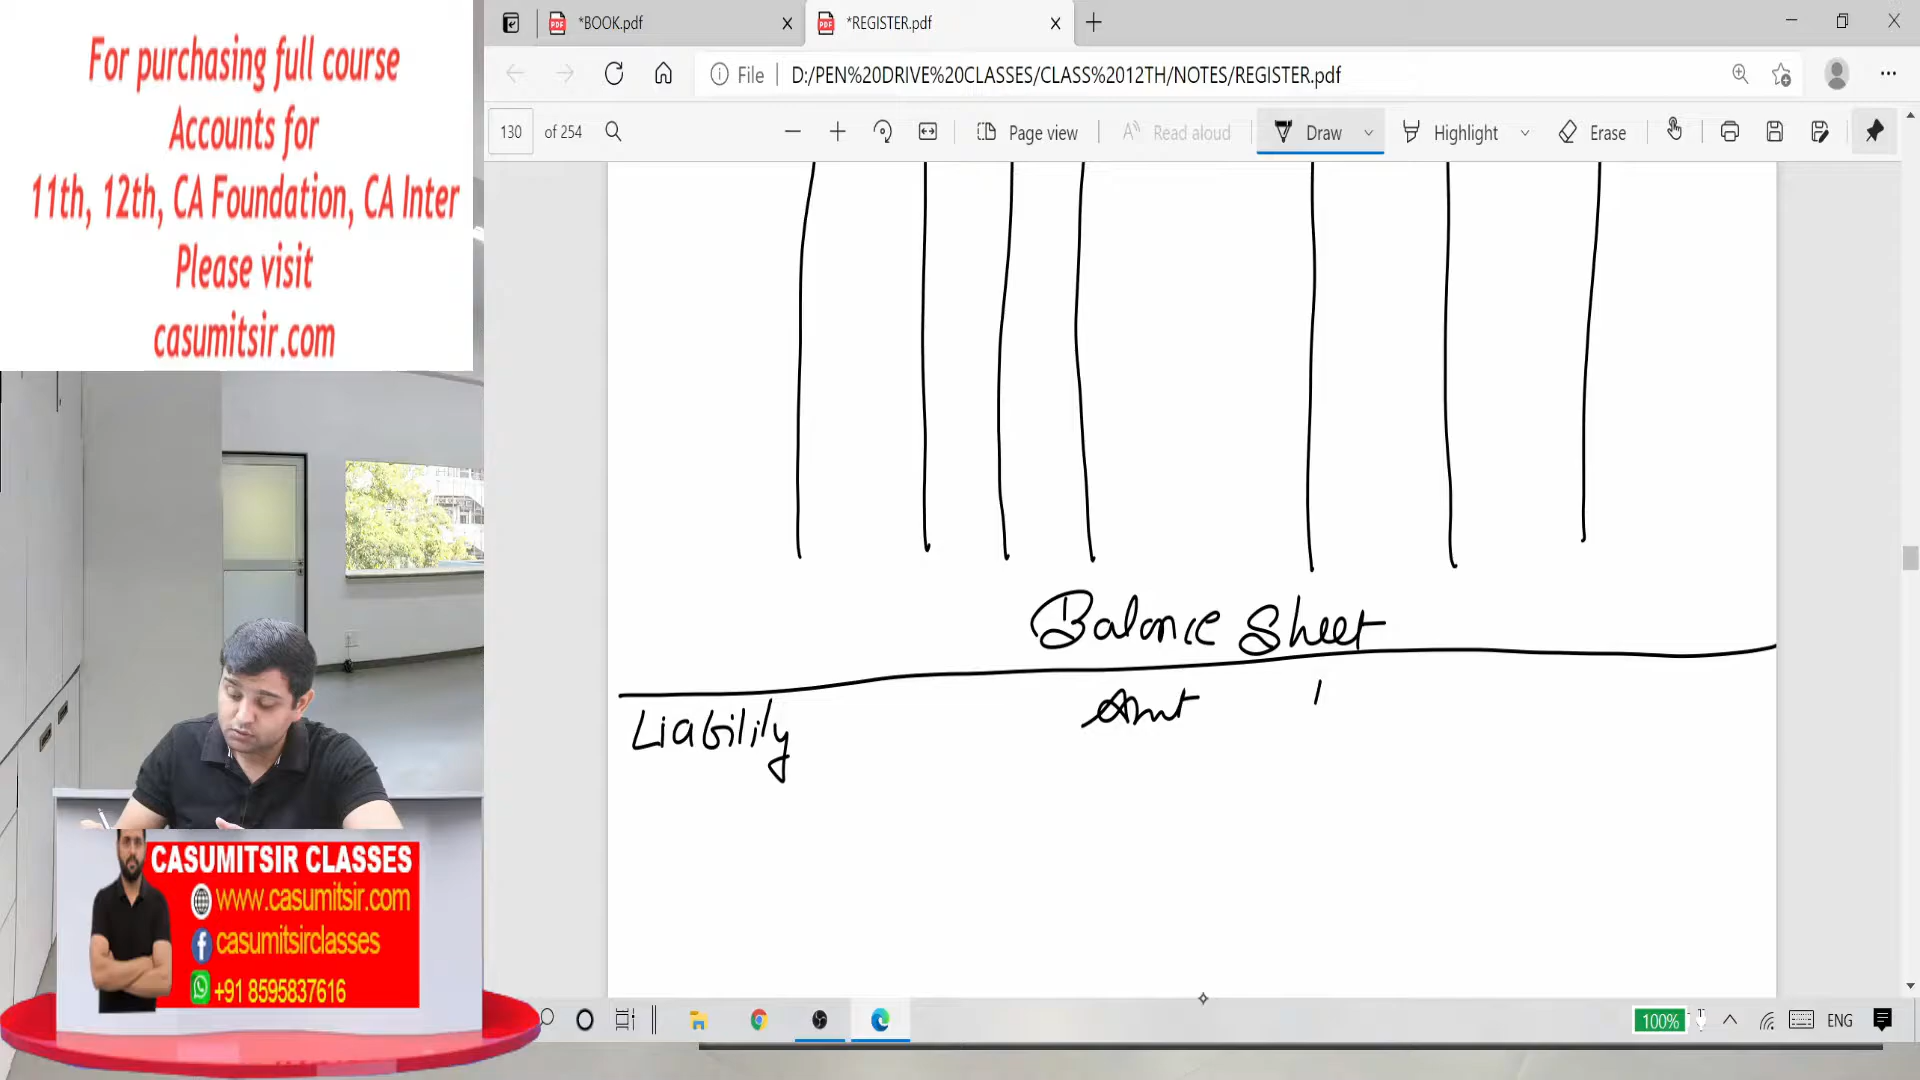 For purchasing full course
Accounts for
11th, 12th, CA Foundation, CA Inter
Please visit
casumitsir.com
*BOOK.pdf
*REGISTER.pdf
File
D:/PEN%20DRIVE%20CLASSES/CLASS%2012TH/NOTES/REGISTER.pdf
130 of 254
Page view
Read aloud
Draw
Highlight
Erase
Balance Sheet
Liability
Amt
CASUMITSIR CLASSES
www.casumitsir.com
casumitsirclasses
+91 8595837616
100%
ENG